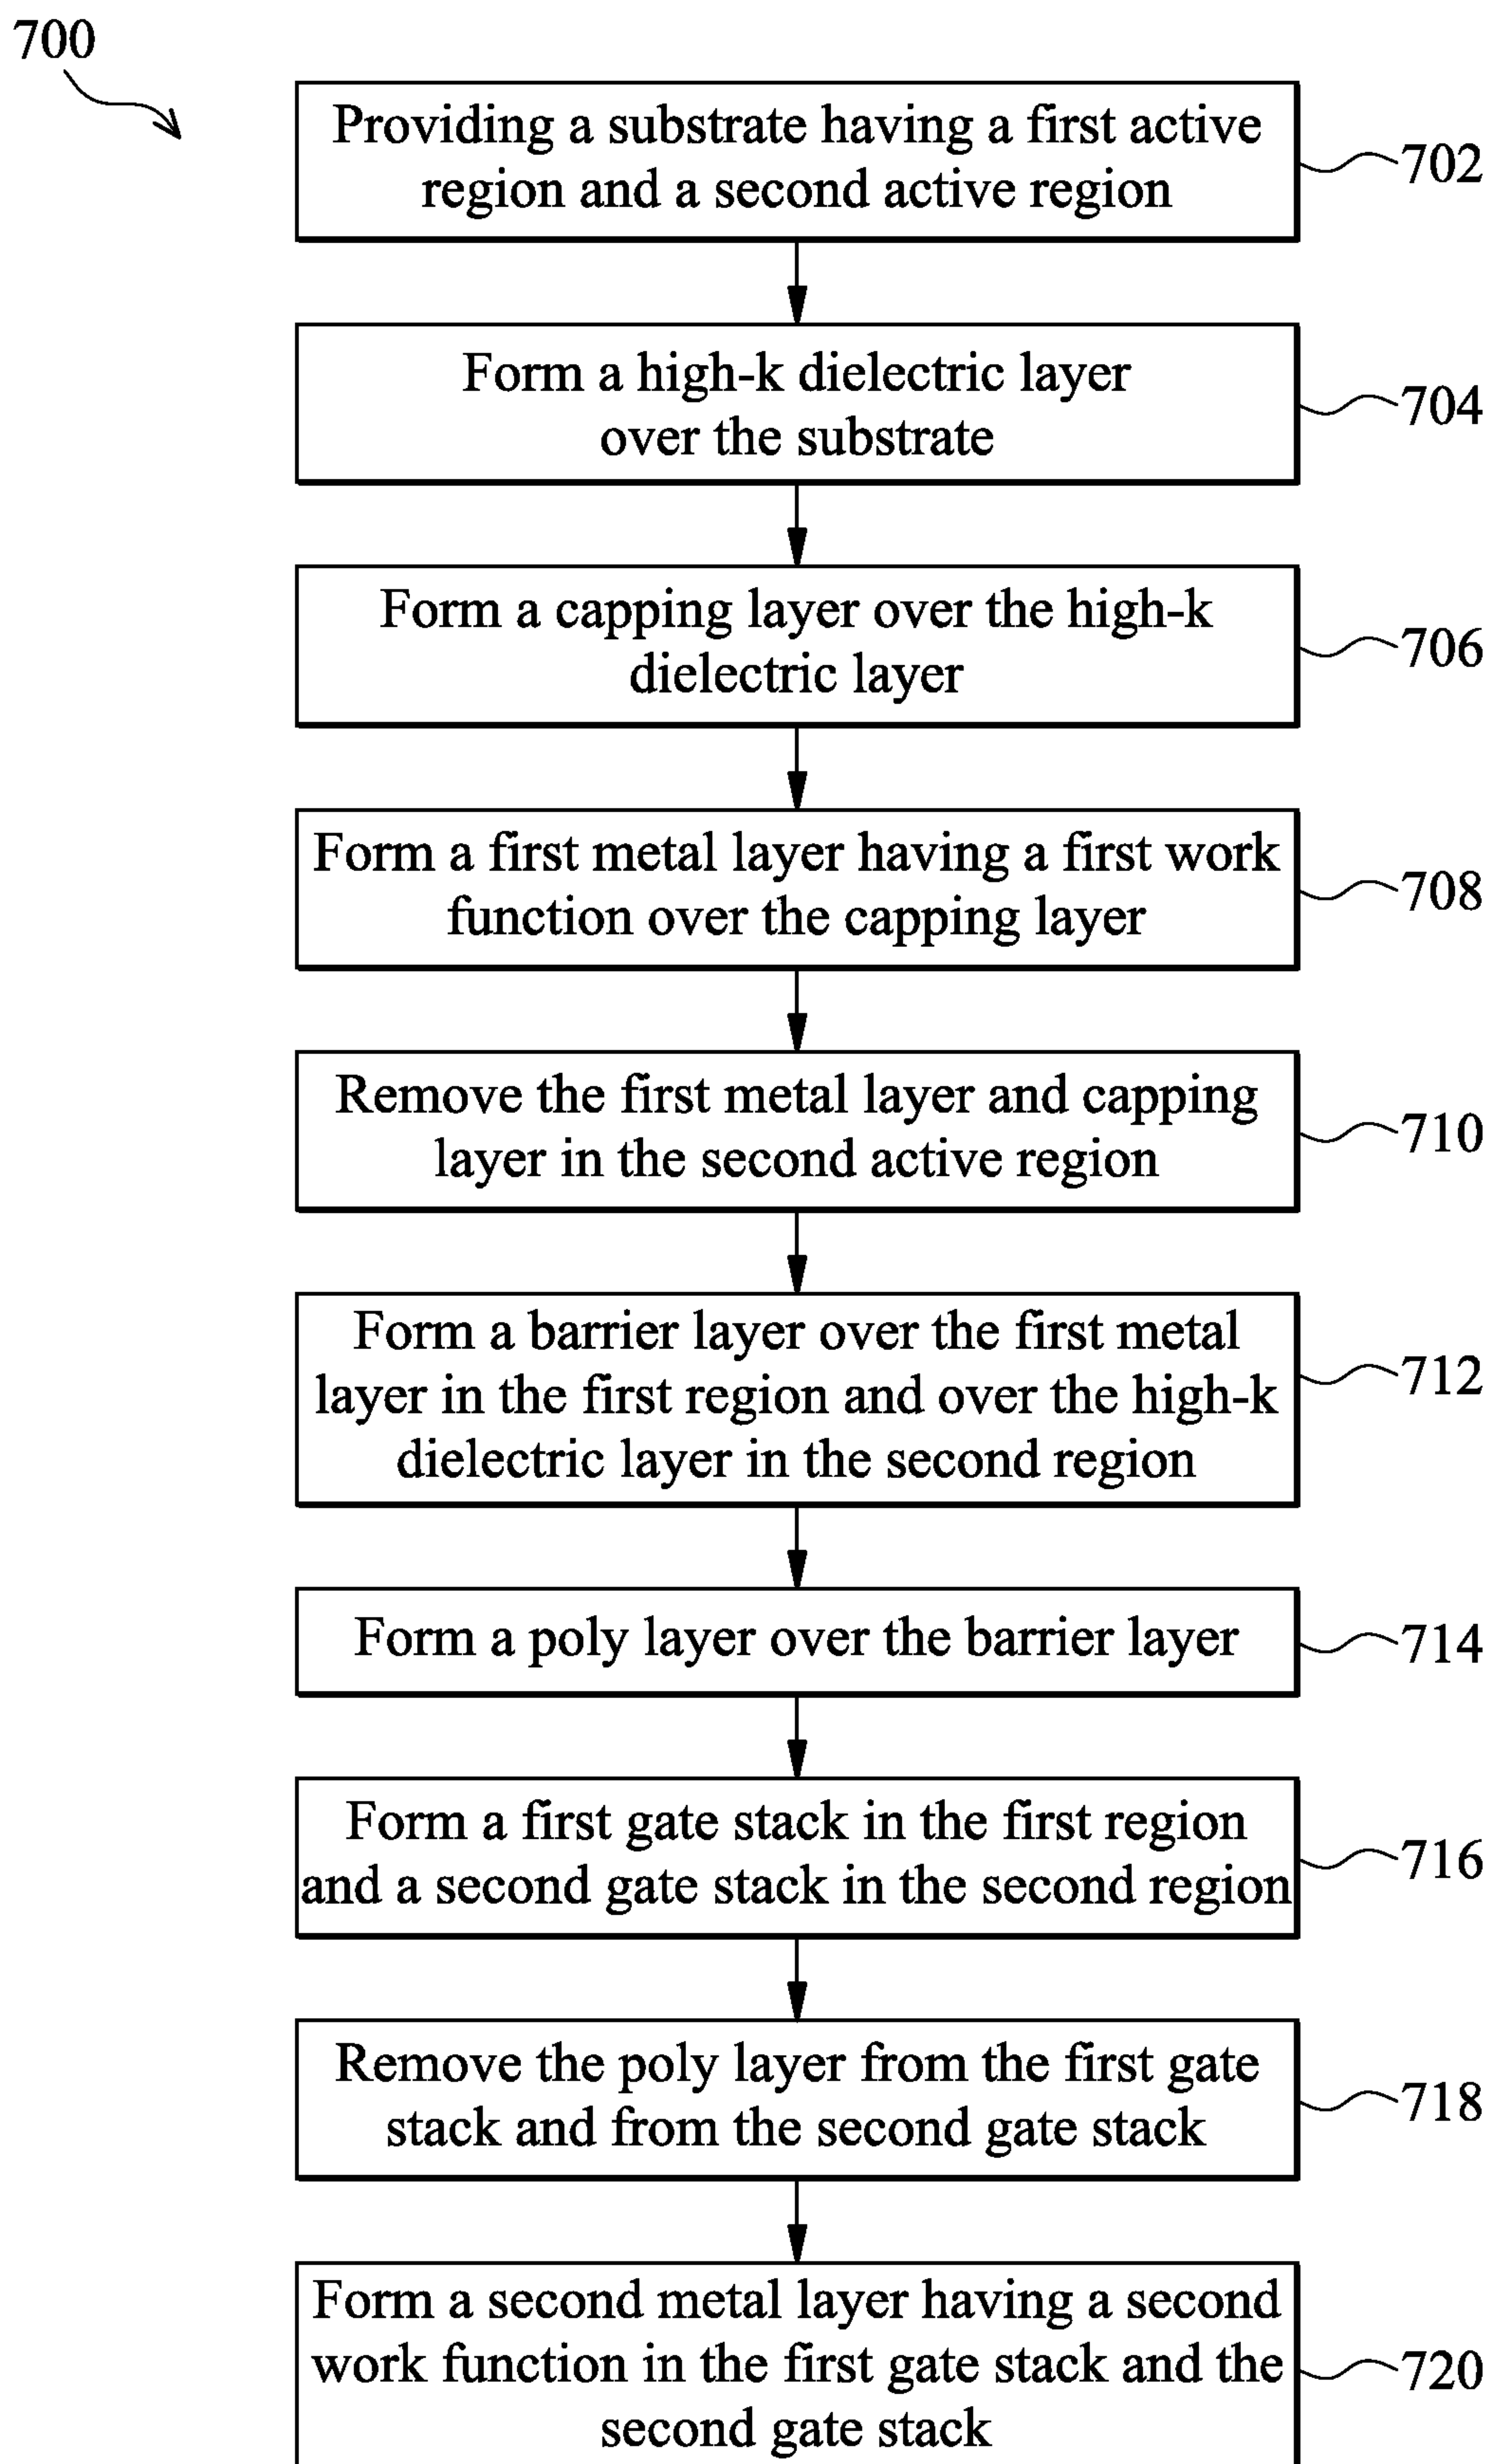 700
Providing a substrate having a first active
region and a second active region
702
Form a high-k dielectric layer
over the substrate
704
Form a capping layer over the high-k
dielectric layer
706
Form a first metal layer having a first work
function over the capping layer
708
Remove the first metal layer and capping
layer in the second active region
710
Form a barrier layer over the first metal
layer in the first region and over the high-k
dielectric layer in the second region
712
Form a poly layer over the barrier layer
714
Form a first gate stack in the first region
and a second gate stack in the second region
716
Remove the poly layer from the first gate
stack and from the second gate stack
718
Form a second metal layer having a second
work function in the first gate stack and the
second gate stack
720